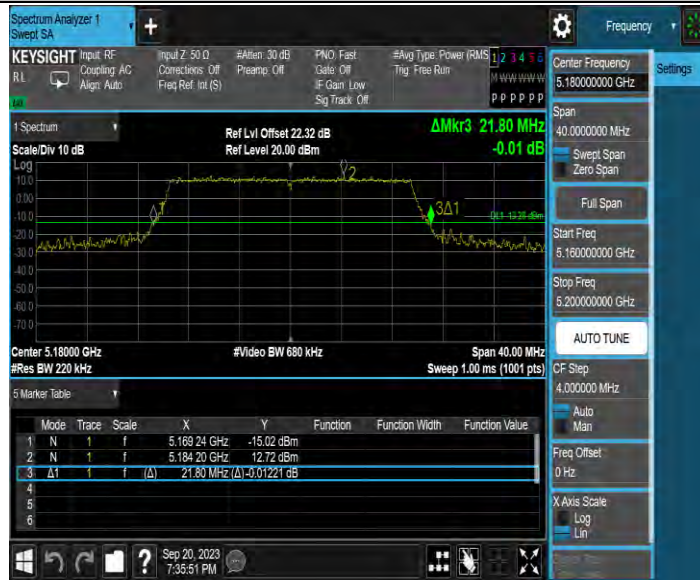 Spectrum Analyzer 1
Swept SA
+
Frequency
KEYSIGHT
RL
Input: RF
Coupling: AC
Align: Auto
Input Z: 50 Ω
Corrections: Off
Freq Ref: Int (S)
#Atten: 30 dB
Preamp: Off
PNO: Fast
Gate: Off
IF Gain: Low
Sig Track: Off
#Avg Type: Power (RMS
Trig: Free Run
1 2 3 4 5 6
M W W W W W
P P P P P P
1 Spectrum
Scale/Div 10 dB
Ref Lvl Offset 22.32 dB
Ref Level 20.00 dBm
ΔMkr3 21.80 MHz
-0.01 dB
Log
10.0
0.00
-10.0
-20.0
-30.0
-40.0
-50.0
-60.0
-70.0
1
2
3Δ1
Center 5.18000 GHz
#Video BW 680 kHz
Span 40.00 MHz
#Res BW 220 kHz
Sweep 1.00 ms (1001 pts)
5 Marker Table
Mode Trace Scale X Y Function Function Width Function Value
1 N 1 f 5.169 24 GHz -15.02 dBm
2 N 1 f 5.184 20 GHz 12.72 dBm
3 Δ1 1 f (Δ) 21.80 MHz (Δ) -0.01221 dB
4
5
6
Sep 20, 2023
7:35:51 PM
?
Settings
Center Frequency
5.180000000 GHz
Span
40.0000000 MHz
Swept Span
Zero Span
Full Span
Start Freq
5.160000000 GHz
Stop Freq
5.200000000 GHz
AUTO TUNE
CF Step
4.000000 MHz
Auto
Man
Freq Offset
0 Hz
X Axis Scale
Log
Lin